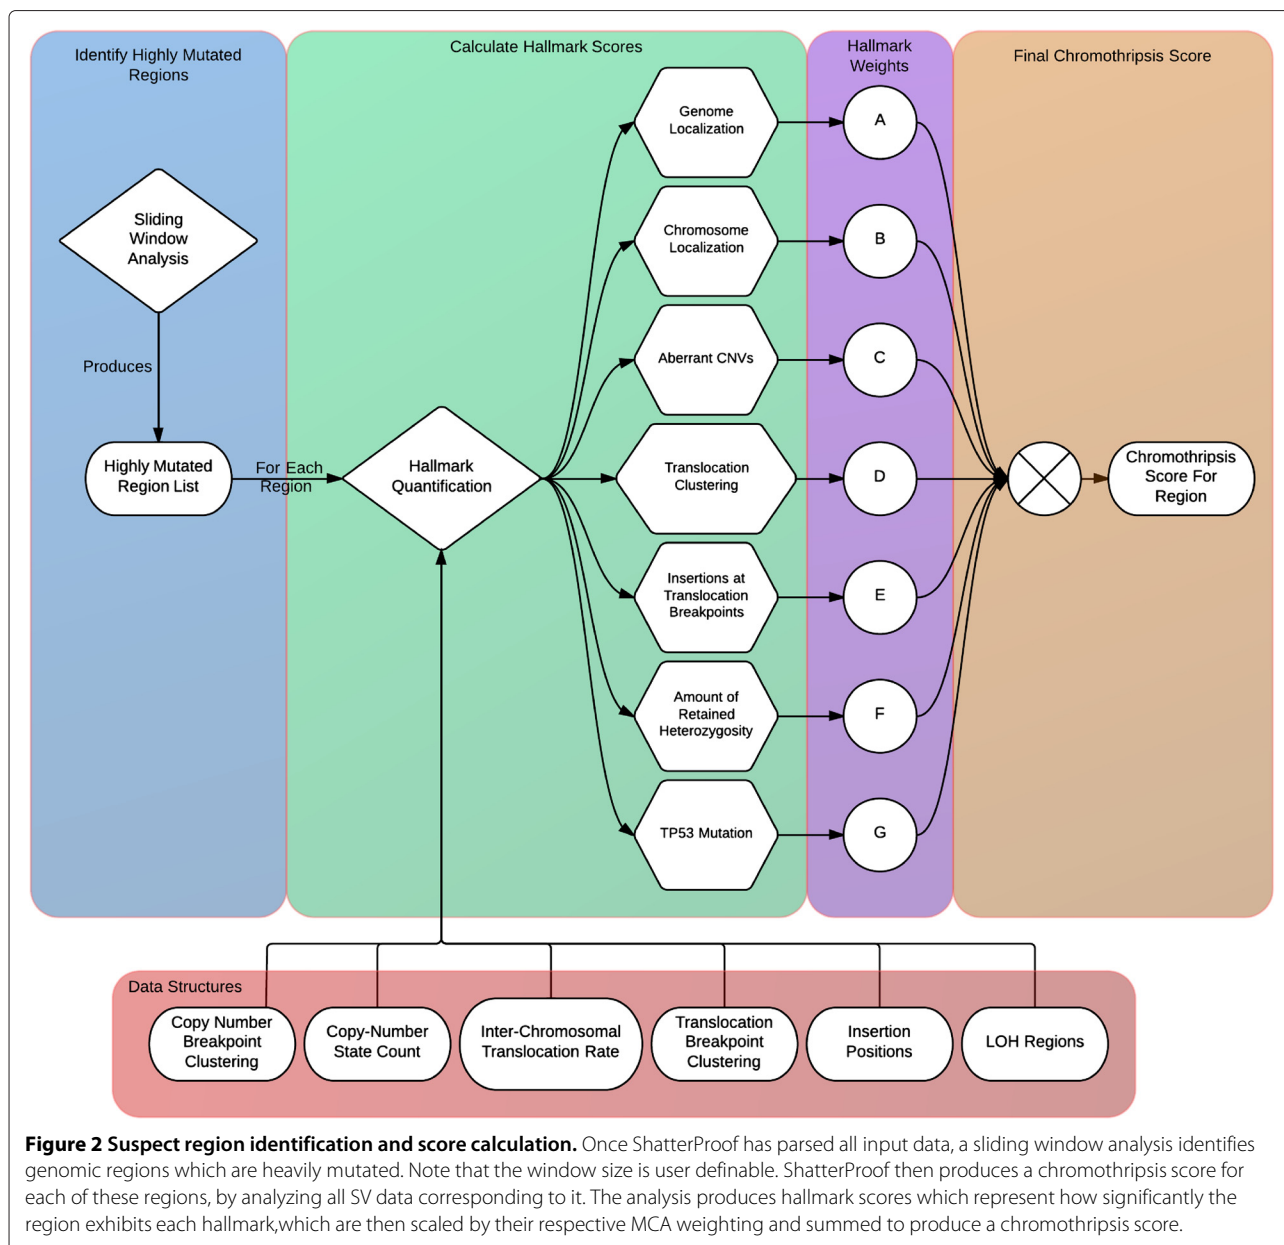 Identify Highly Mutated
Regions
Calculate Hallmark Scores
Hallmark
Weights
Final Chromothripsis Score
Sliding
Window
Analysis
Produces
Highly Mutated
Region List
For Each
Region
Hallmark
Quantification
Genome
Localization
A
Chromosome
Localization
B
Aberrant CNVs
C
Translocation
Clustering
D
Insertions at
Translocation
Breakpoints
E
Amount of
Retained
Heterozygosity
F
TP53 Mutation
G
Chromothripsis
Score For
Region
Data Structures
Copy Number
Breakpoint
Clustering
Copy-Number
State Count
Inter-Chromosomal
Translocation Rate
Translocation
Breakpoint
Clustering
Insertion
Positions
LOH Regions
Figure 2 Suspect region identification and score calculation. Once ShatterProof has parsed all input data, a sliding window analysis identifies
genomic regions which are heavily mutated. Note that the window size is user definable. ShatterProof then produces a chromothripsis score for
each of these regions, by analyzing all SV data corresponding to it. The analysis produces hallmark scores which represent how significantly the
region exhibits each hallmark,which are then scaled by their respective MCA weighting and summed to produce a chromothripsis score.